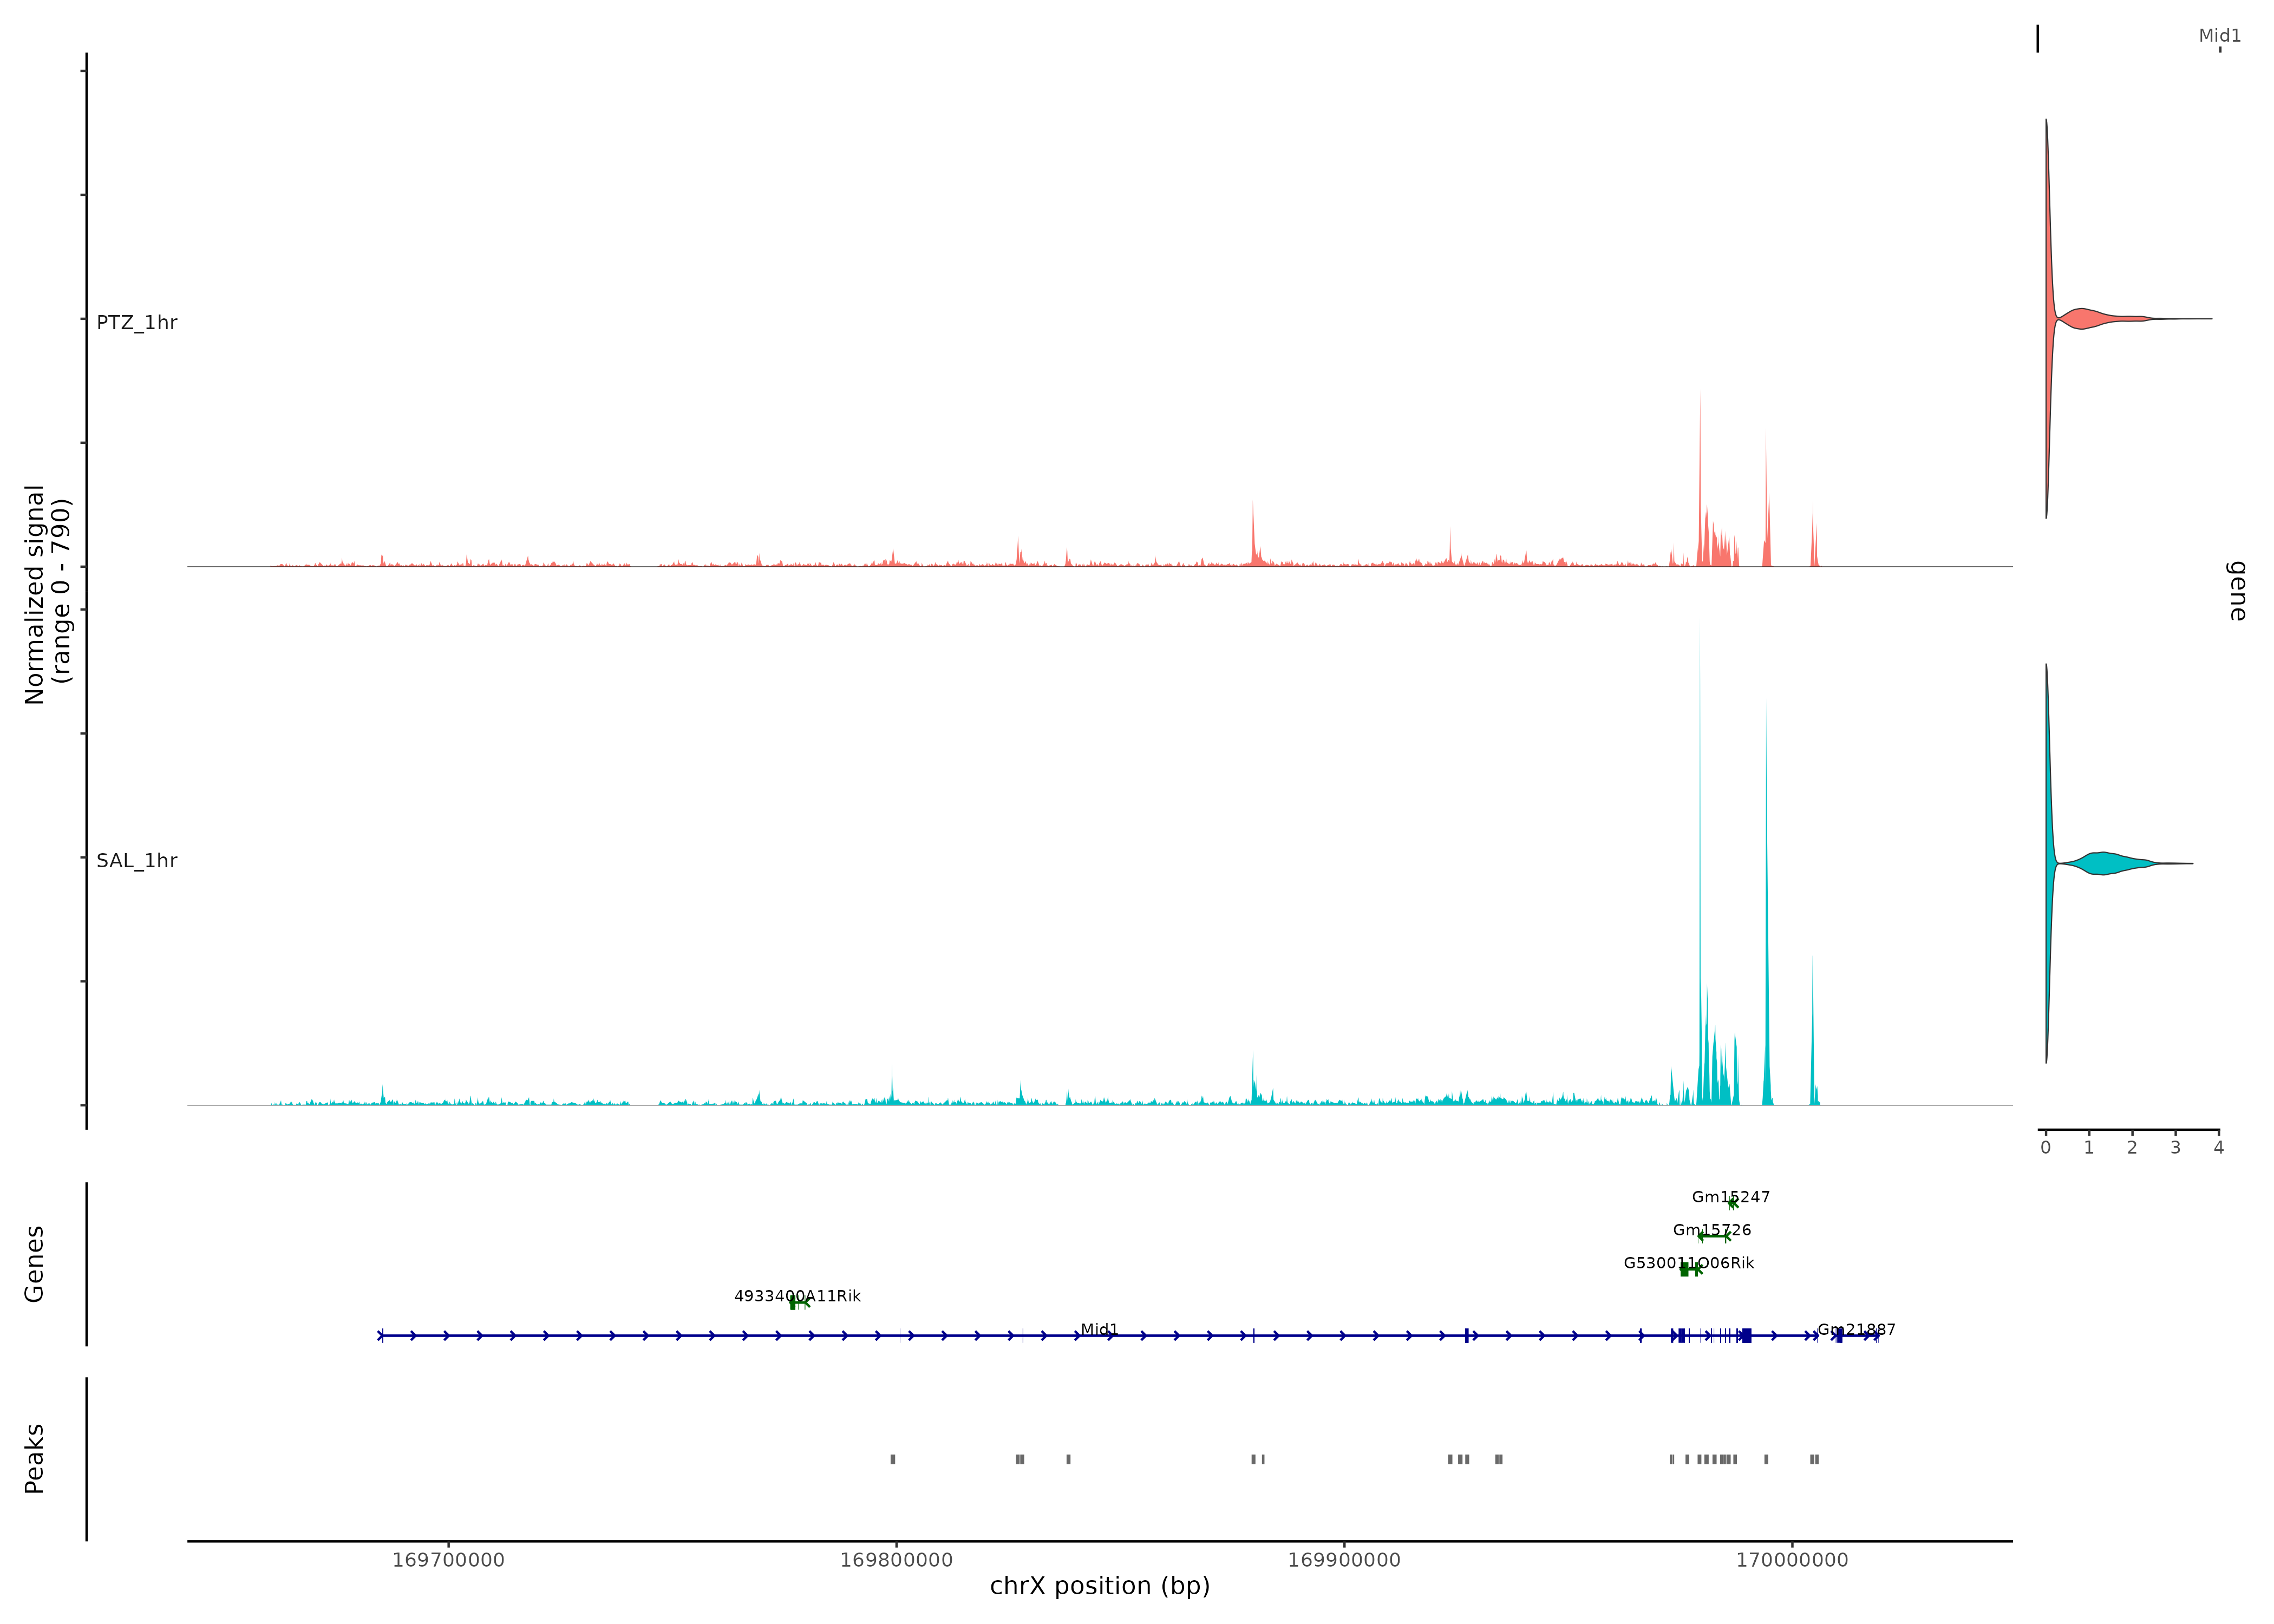 Mid1
Normalized signal
(range 0 - 790)
PTZ_1hr
SAL_1hr
gene
0 1 2 3 4
Genes
Gm15247
Gm15726
G530011O06Rik
4933400A11Rik
Mid1
Gm21887
Peaks
169700000 169800000 169900000 170000000
chrX position (bp)